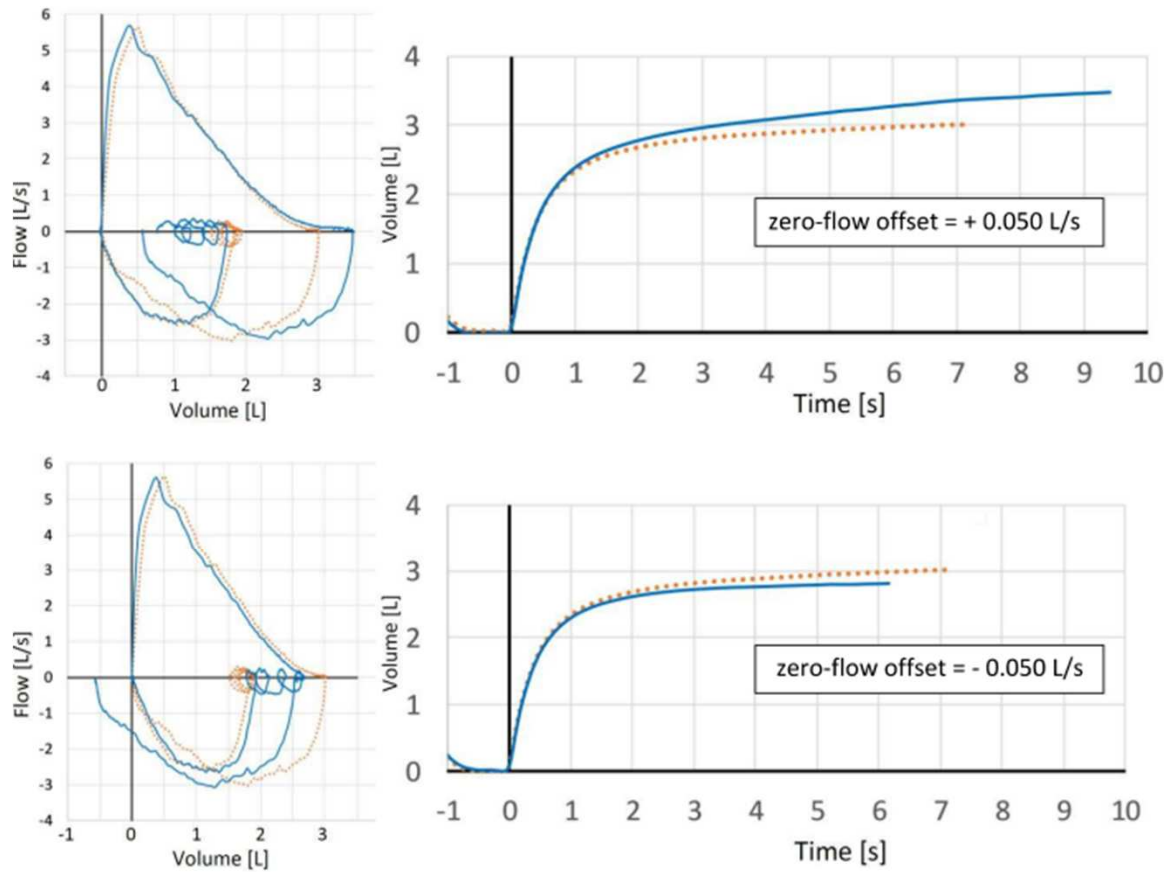 6
5
4
3
2
1
0
-1
-2
-3
-4
Flow [L/s]
0 1 2 3
Volume [L]
4
3
2
1
0
Volume [L]
zero-flow offset = + 0.050 L/s
-1 0 1 2 3 4 5 6 7 8 9 10
Time [s]
6
5
4
3
2
1
0
-1
-2
-3
-4
Flow [L/s]
-1 0 1 2 3
Volume [L]
4
3
2
1
0
Volume [L]
zero-flow offset = - 0.050 L/s
-1 0 1 2 3 4 5 6 7 8 9 10
Time [s]